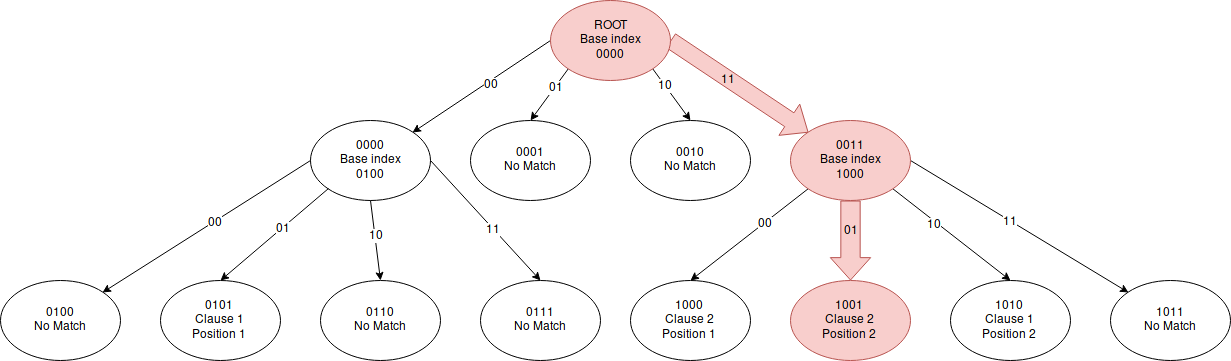 ROOT
Base index
0000
00
01
10
11
0000
Base index
0100
0001
No Match
0010
No Match
0011
Base index
1000
00
01
10
11
00
01
10
11
0100
No Match
0101
Clause 1
Position 1
0110
No Match
0111
No Match
1000
Clause 2
Position 1
1001
Clause 2
Position 2
1010
Clause 1
Position 2
1011
No Match